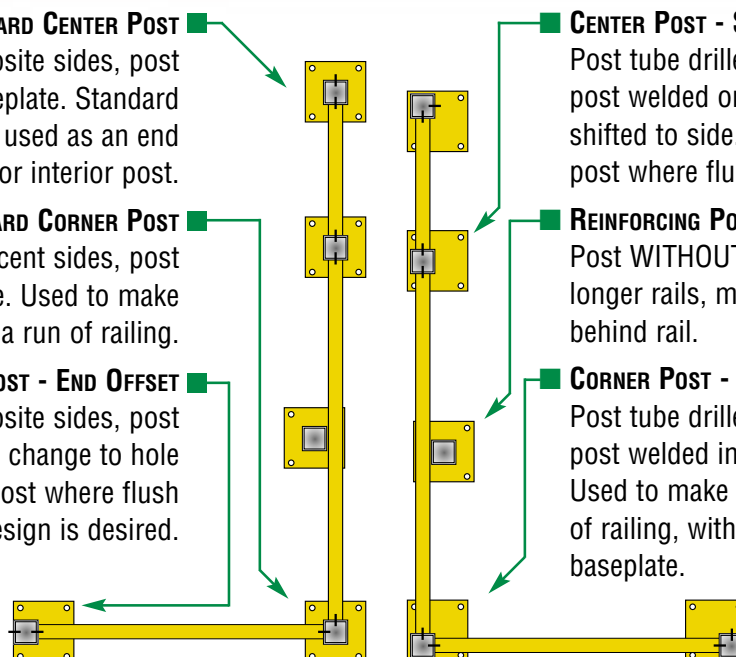 ARD CENTER POST
osite sides, post
eplate. Standard
used as an end
or interior post.
ARD CORNER POST
cent sides, post
e. Used to make
a run of railing.
OST - END OFFSET
osite sides, post
change to hole
ost where flush
esign is desired.
CENTER POST - S
Post tube drille
post welded on
shifted to side.
post where flu
REINFORCING PO
Post WITHOUT
longer rails, m
behind rail.
CORNER POST -
Post tube drille
post welded in
Used to make
of railing, with
baseplate.